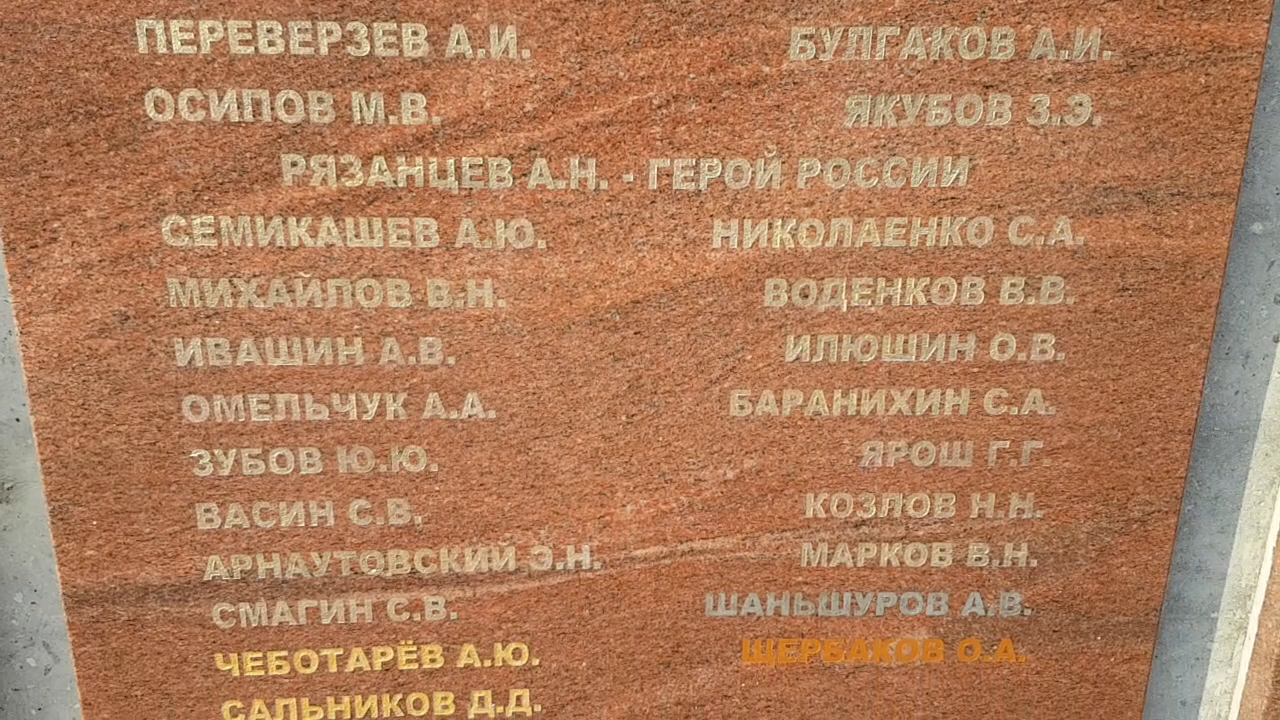 ПЕРЕВЕРЗЕВ А.И. БУЛГАКОВ А.И.
ОСИПОВ М.В. ЯКУБОВ З.Э.
РЯЗАНЦЕВ А.Н. - ГЕРОЙ РОССИИ
СЕМИКАШЕВ А.Ю. НИКОЛАЕНКО С.А.
МИХАЙЛОВ В.Н. ВОДЕНКОВ В.В.
ИВАШИН А.В. ИЛЮШИН О.В.
ОМЕЛЬЧУК А.А. БАРАНИХИН С.А.
ЗУБОВ Ю.Ю. ЯРОШ Г.Г.
ВАСИН С.В. КОЗЛОВ Н.Н.
АРНАУТОВСКИЙ Э.Н. МАРКОВ В.Н.
СМАГИН С.В. ШАНЬШУРОВ А.В.
ЧЕБОТАРЁВ А.Ю. ЩЕРБАКОВ О.А.
САЛЬНИКОВ Д.Д.